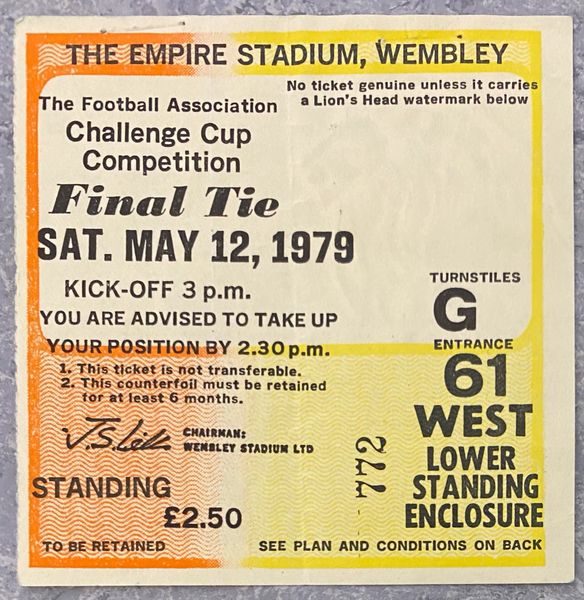 THE EMPIRE STADIUM, WEMBLEY
No ticket genuine unless it carries
a Lion's Head watermark below
The Football Association
Challenge Cup
Competition
Final Tie
SAT. MAY 12, 1979
KICK-OFF 3 p.m.
YOU ARE ADVISED TO TAKE UP
YOUR POSITION BY 2.30 p.m.
1. This ticket is not transferable.
2. This counterfoil must be retained
for at least 6 months.
CHAIRMAN:
WEMBLEY STADIUM LTD
STANDING
£2.50
TO BE RETAINED
TURNSTILES
G
ENTRANCE
61
WEST
LOWER
STANDING
ENCLOSURE
772
SEE PLAN AND CONDITIONS ON BACK